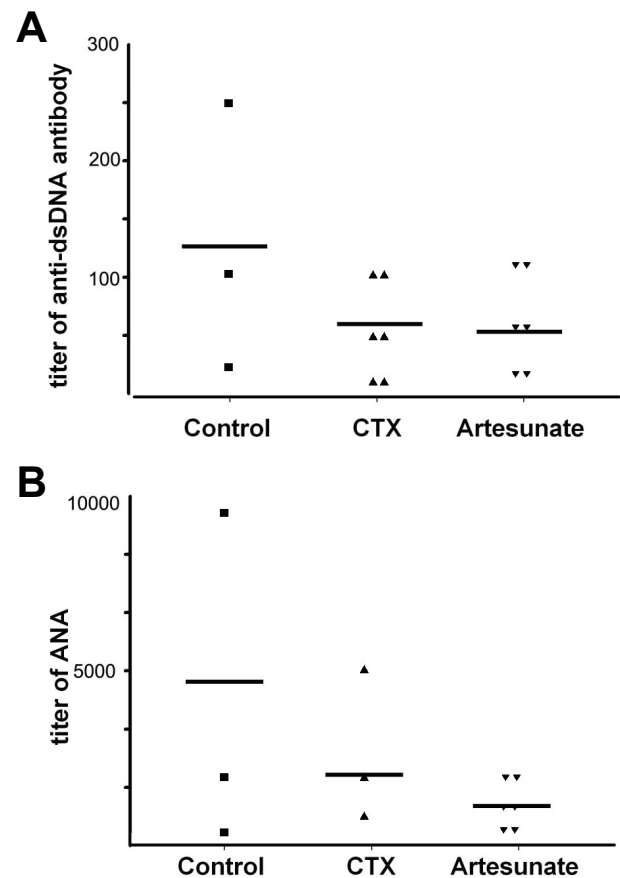 A
300
200
100
titer of anti-dsDNA antibody
Control CTX Artesunate
B
10000
5000
titer of ANA
Control CTX Artesunate